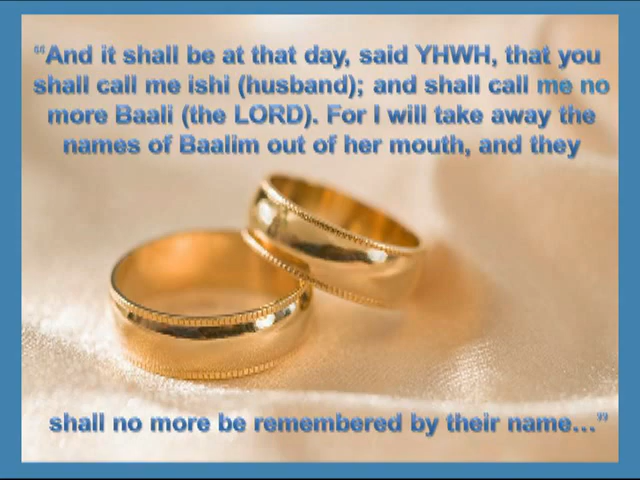 “And it shall be at that day, said YHWH, that you
shall call me ishi (husband); and shall call me no
more Baali (the LORD). For I will take away the
names of Baalim out of her mouth, and they
shall no more be remembered by their name...”